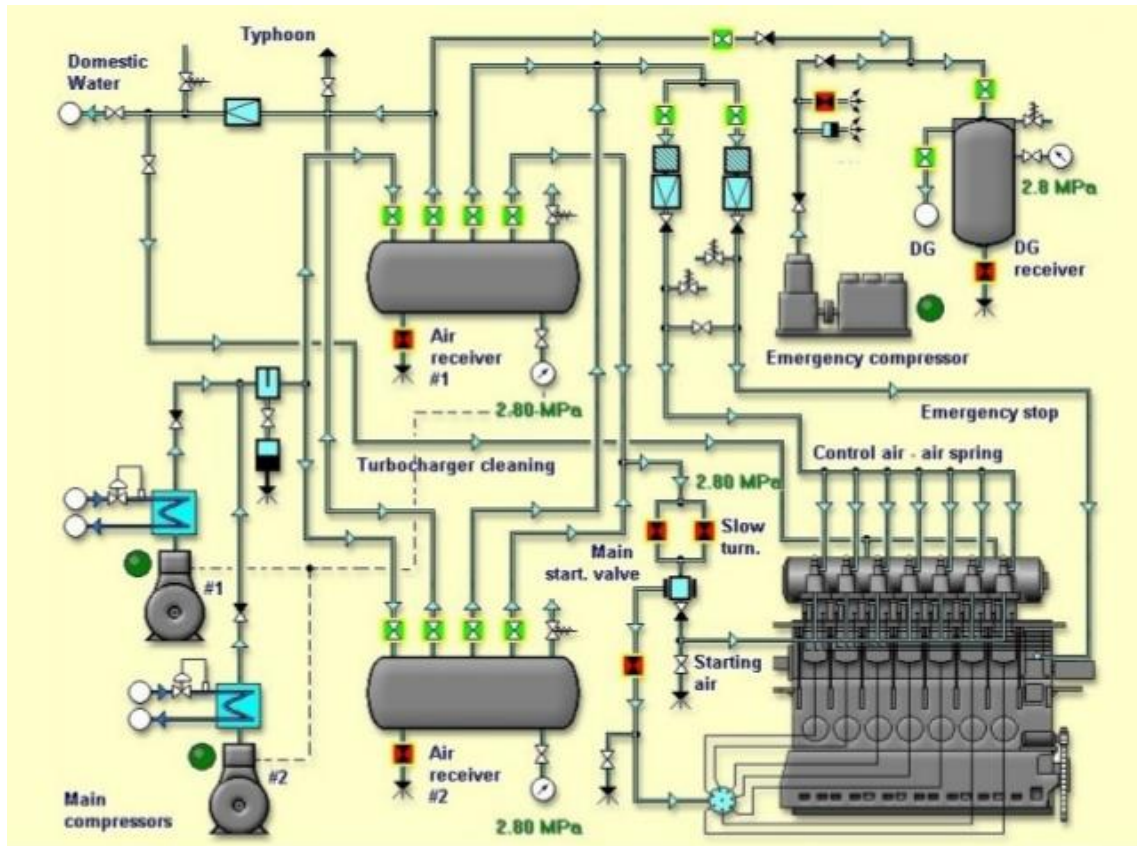 Typhoon
Domestic
Water
2.8 MPa
DG
DG
receiver
Air
receiver
#1
Emergency compressor
2.80 MPa
Emergency stop
Turbocharger cleaning
Control air - air spring
2.80 MPa
Main
start. valve
Slow
turn.
#1
Starting
air
#2
Air
receiver
#2
Main
compressors
2.80 MPa